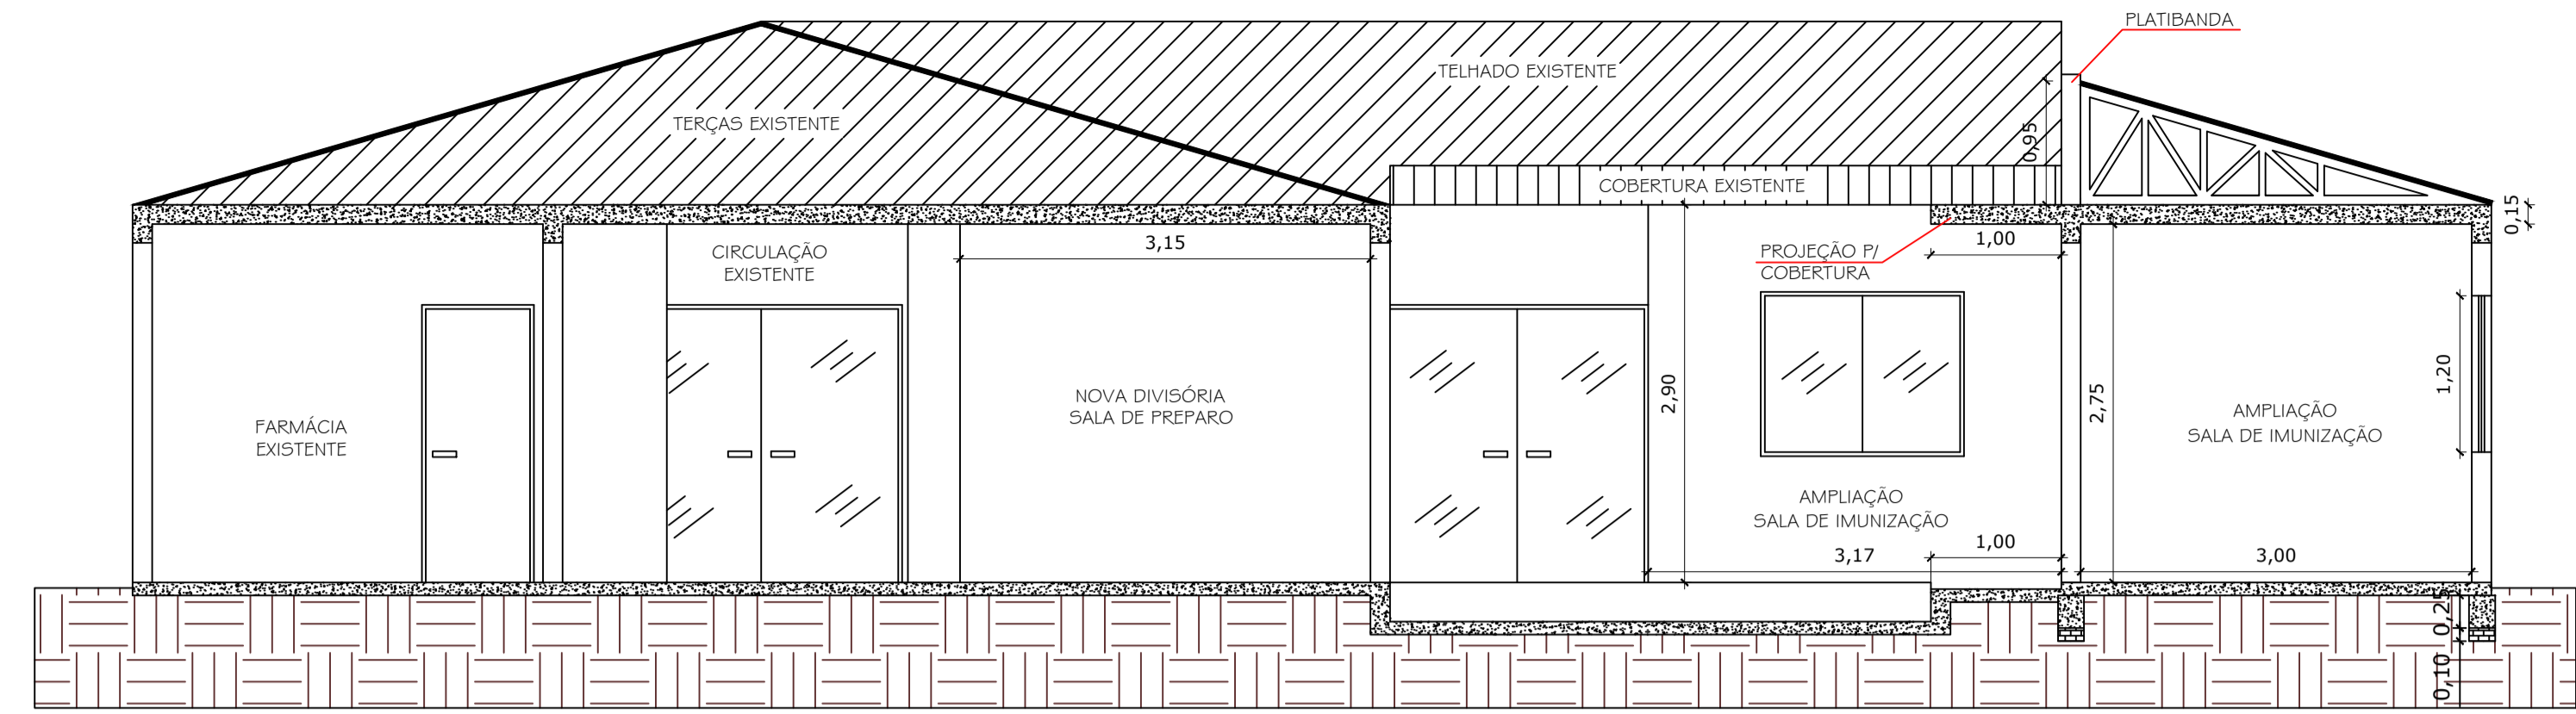 PLATIBANDA
TELHADO EXISTENTE
TERÇAS EXISTENTE
0,95
COBERTURA EXISTENTE
0,15
CIRCULAÇÃO
EXISTENTE
3,15
PROJEÇÃO P/
COBERTURA
1,00
FARMÁCIA
EXISTENTE
NOVA DIVISÓRIA
SALA DE PREPARO
2,90
2,75
1,20
AMPLIAÇÃO
SALA DE IMUNIZAÇÃO
AMPLIAÇÃO
SALA DE IMUNIZAÇÃO
3,17
1,00
3,00
0,25
0,10